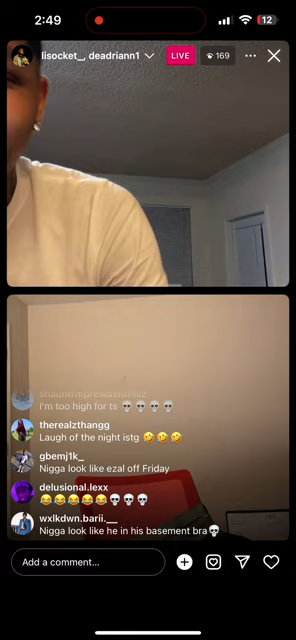 2:49
12
lisocket_, deadriann1
LIVE
169
I'm too high for ts 💀 💀 💀 💀
therealzthangg
Laugh of the night istg 🤣 🤣 🤣
gbemj1k_
Nigga look like ezal off Friday
delusional.lexx
😂😂😂😂😂💀💀💀
wxlkdwn.barii.__
Nigga look like he in his basement bra💀
Add a comment...